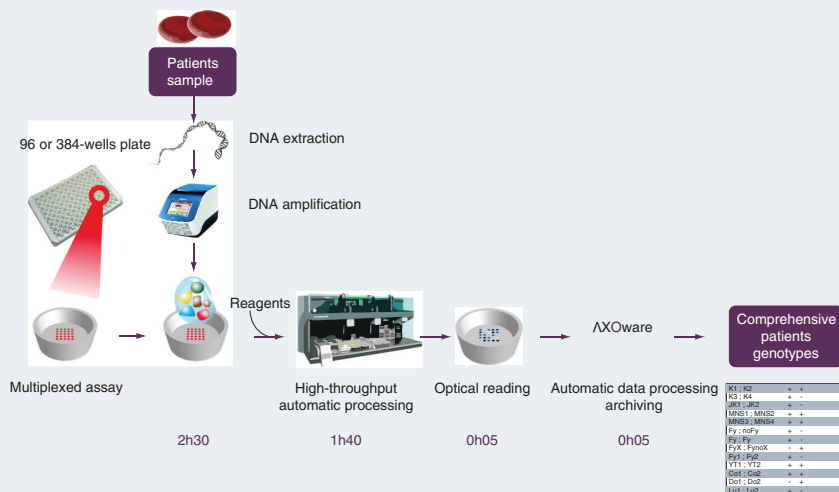 Patients
sample
96 or 384-wells plate
DNA extraction
DNA amplification
Reagents
ΛXOware
Comprehensive
patients
genotypes
Multiplexed assay
High-throughput
automatic processing
Optical reading
Automatic data processing
archiving
2h30
1h40
0h05
0h05
K1 ; K2 + +
K3 ; K4 + -
JK1 ; JK2 + -
MNS1 ; MNS2 + +
MNS3 ; MNS4 + +
Fy ; noFy + -
Fy ; Fy + -
FyX ; FynoX - +
Fy1 ; Fy2 + -
YT1 ; YT2 + +
Co1 ; Co2 + +
Do1 ; Do2 - +
Lu1 ; Lu2 + -